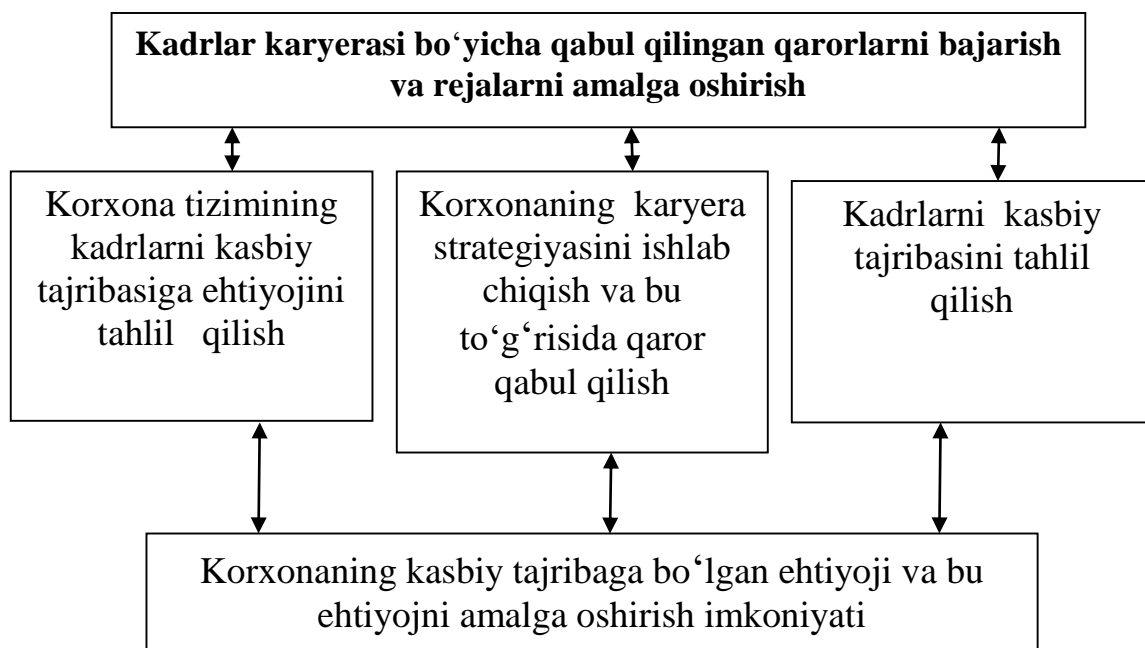 Kadrlar karyerasi bo‘yicha qabul qilingan qarorlarni bajarish
va rejalarni amalga oshirish
Korxona tizimining
kadrlarni kasbiy
tajribasiga ehtiyojini
tahlil qilish
Korxonaning karyera
strategiyasini ishlab
chiqish va bu
to‘g‘risida qaror
qabul qilish
Kadrlarni kasbiy
tajribasini tahlil
qilish
Korxonaning kasbiy tajribaga bo‘lgan ehtiyoji va bu
ehtiyojni amalga oshirish imkoniyati